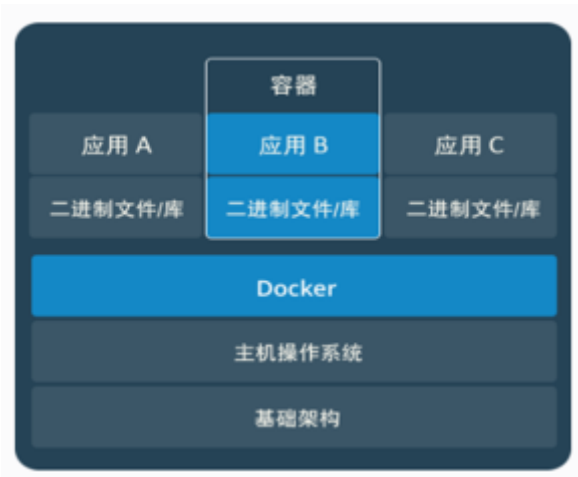 容器
应用 A
应用 B
应用 C
二进制文件/库
二进制文件/库
二进制文件/库
Docker
主机操作系统
基础架构